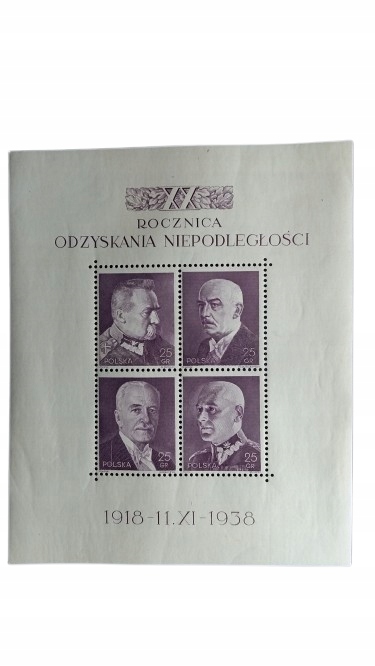 XX
ROCZNICA
ODZYSKANIA NIEPODLEGŁOŚCI
POLSKA 25 GR
POLSKA 25 GR
POLSKA 25 GR
POLSKA 25 GR
1918-11.XI-1938